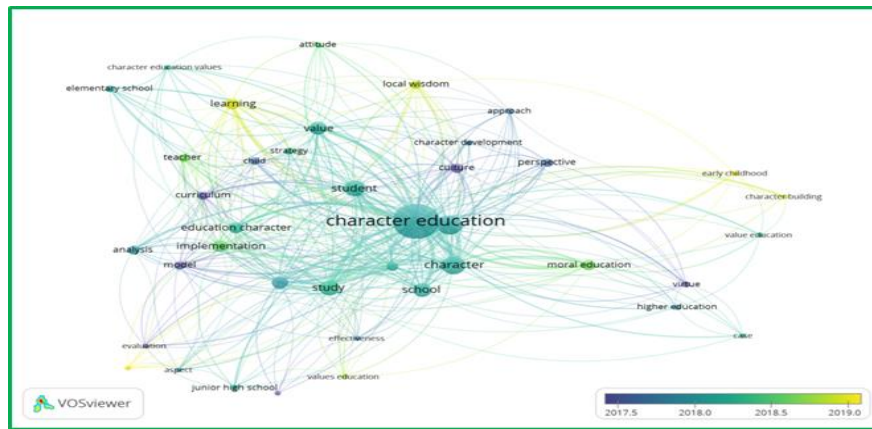 attitude
character education values
local wisdom
elementary school
learning
approach
value
character development
strategy
teacher
child
culture
perspective
early childhood
student
curriculum
character building
character education
education character
value education
implementation
analysis
model
character
moral education
virtue
study
school
higher education
effectiveness
case
evaluation
aspect
values education
junior high school
VOSviewer
2017.5 2018.0 2018.5 2019.0